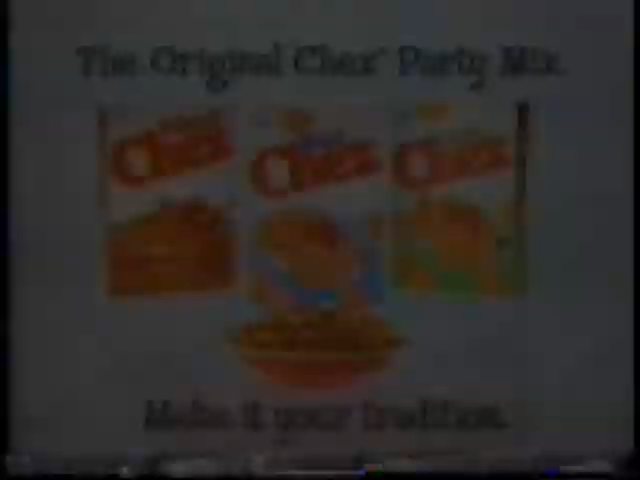 The Original Chex® Party Mix.
Chex Chex Chex
Make it your tradition.